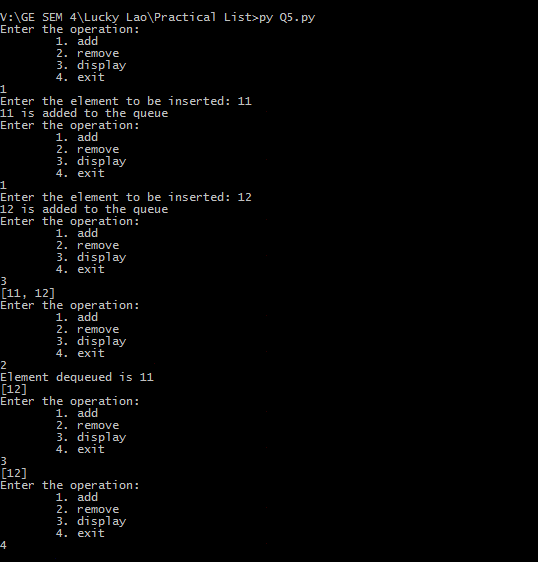 V:\GE SEM 4\Lucky Lao\Practical List>py Q5.py
Enter the operation:
        1. add
        2. remove
        3. display
        4. exit
1
Enter the element to be inserted: 11
11 is added to the queue
Enter the operation:
        1. add
        2. remove
        3. display
        4. exit
1
Enter the element to be inserted: 12
12 is added to the queue
Enter the operation:
        1. add
        2. remove
        3. display
        4. exit
3
[11, 12]
Enter the operation:
        1. add
        2. remove
        3. display
        4. exit
2
Element dequeued is 11
[12]
Enter the operation:
        1. add
        2. remove
        3. display
        4. exit
3
[12]
Enter the operation:
        1. add
        2. remove
        3. display
        4. exit
4